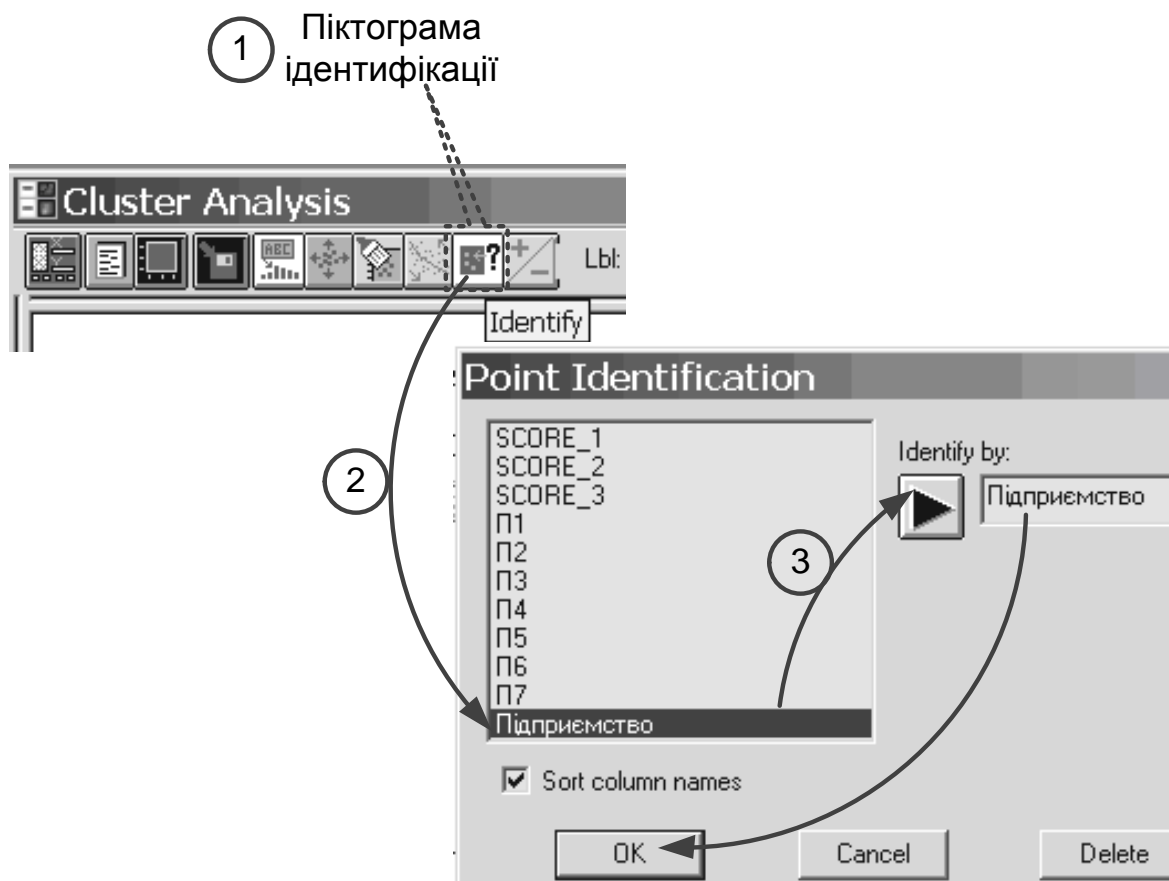 1
Піктограма
ідентифікації
Cluster Analysis
ABC
?
Lbl:
Identify
Point Identification
SCORE_1
SCORE_2
SCORE_3
П1
П2
П3
П4
П5
П6
П7
Підприємство
Identify by:
Підприємство
2
3
Sort column names
OK
Cancel
Delete